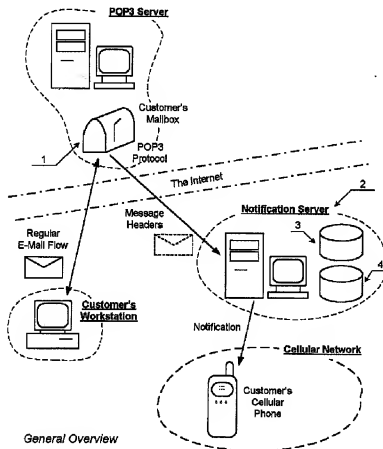 POP3 Server
Customer's
Mailbox
POP3
Protocol
1
The Internet
2
Notification Server
3
4
Message
Headers
Regular
E-Mail Flow
Customer's
Workstation
Notification
Cellular Network
Customer's
Cellular
Phone
General Overview